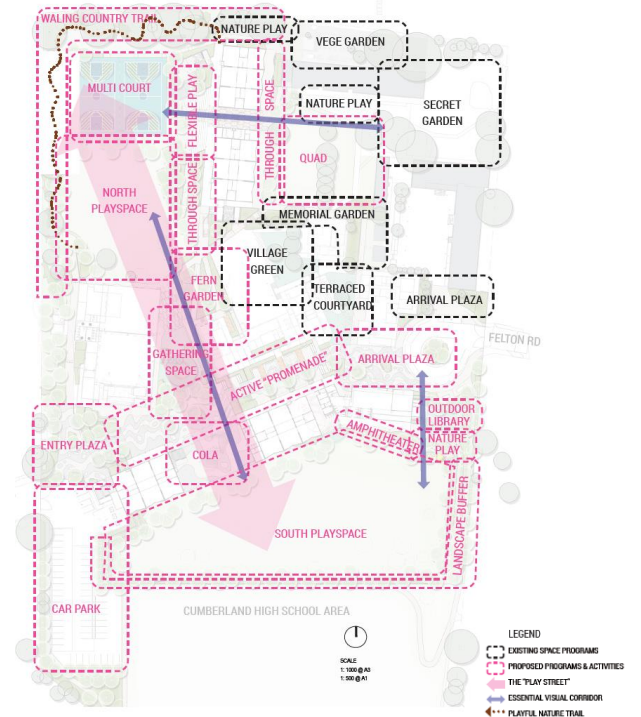 WALING COUNTRY TRAIL
NATURE PLAY
VEGE GARDEN
MULTI COURT
FLEXIBLE PLAY
THROUGH SPACE
NATURE PLAY
SECRET
GARDEN
QUAD
NORTH
PLAYSPACE
THROUGH SPACE
MEMORIAL GARDEN
VILLAGE
GREEN
FERN
GARDEN
TERRACED
COURTYARD
ARRIVAL PLAZA
FELTON RD
GATHERING
SPACE
ACTIVE "PROMENADE"
ARRIVAL PLAZA
OUTDOOR
LIBRARY
AMPHITHEATER
NATURE
PLAY
ENTRY PLAZA
COLA
LANDSCAPE BUFFER
SOUTH PLAYSPACE
CAR PARK
CUMBERLAND HIGH SCHOOL AREA
SCALE
1: 1000 @ A3
1: 500 @ A1
LEGEND
EXISTING SPACE PROGRAMS
PROPOSED PROGRAMS & ACTIVITIES
THE "PLAY STREET"
ESSENTIAL VISUAL CORRIDOR
PLAYFUL NATURE TRAIL